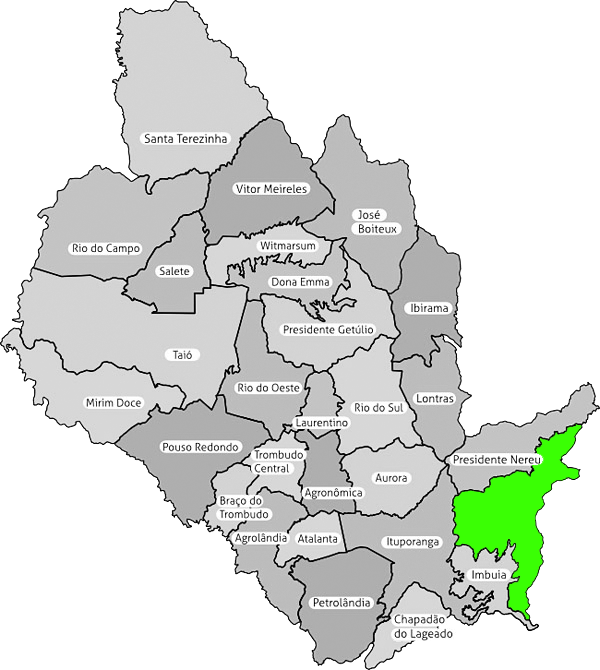 Santa Terezinha
Vitor Meireles
José
Boiteux
Rio do Campo
Witmarsum
Salete
Dona Emma
Ibirama
Presidente Getúlio
Taió
Rio do Oeste
Lontras
Mirim Doce
Rio do Sul
Laurentino
Pouso Redondo
Trombudo
Central
Presidente Nereu
Aurora
Agronômica
Braço do
Trombudo
Agrolândia
Atalanta
Ituporanga
Imbuia
Petrolândia
Chapadão
do Lageado